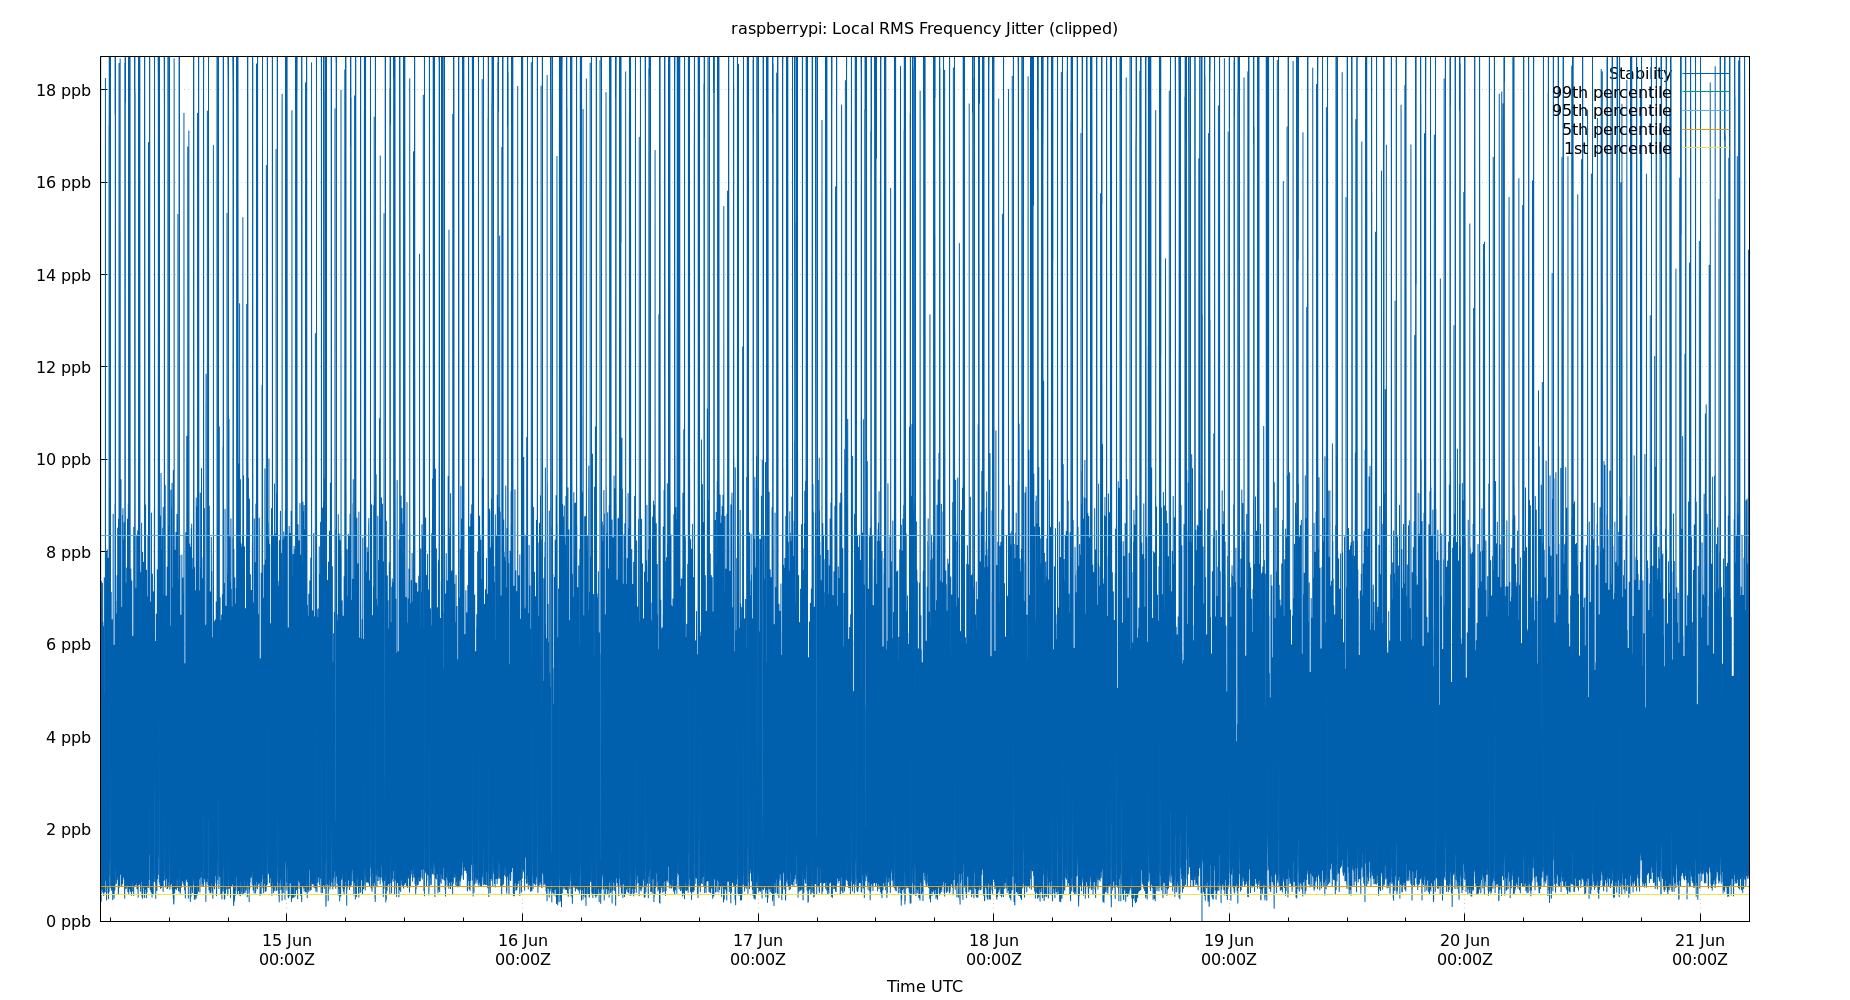 raspberrypi: Local RMS Frequency Jitter (clipped)
Stability
99th percentile
95th percentile
5th percentile
1st percentile
18 ppb
16 ppb
14 ppb
12 ppb
10 ppb
8 ppb
6 ppb
4 ppb
2 ppb
0 ppb
15 Jun 16 Jun 17 Jun 18 Jun 19 Jun 20 Jun 21 Jun
00:00Z 00:00Z 00:00Z 00:00Z 00:00Z 00:00Z 00:00Z
Time UTC